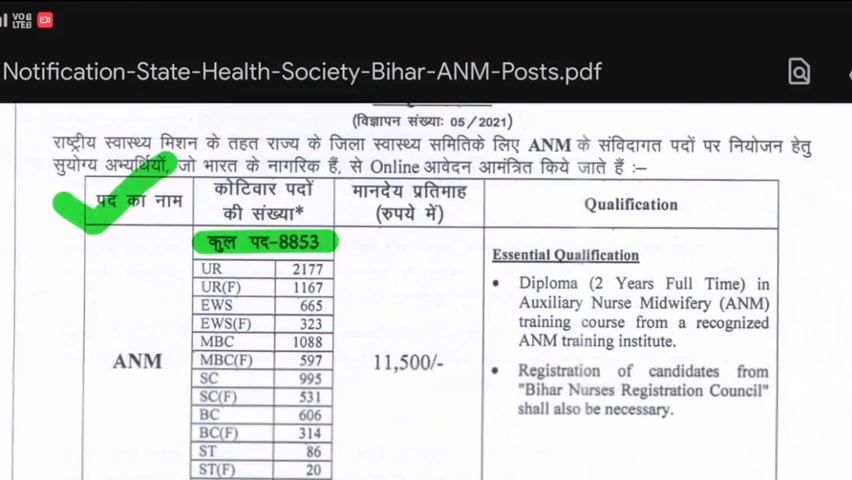 VO LTE
Notification-State-Health-Society-Bihar-ANM-Posts.pdf
(विज्ञापन संख्याः 05/2021)
राष्ट्रीय स्वास्थ्य मिशन के तहत राज्य के जिला स्वास्थ्य समितिके लिए ANM के संविदागत पदों पर नियोजन हेतु
सुयोग्य अभ्यर्थियों, जो भारत के नागरिक हैं, से Online आवेदन आमंत्रित किये जाते हैं :–
पद का नाम
कोटिवार पदों
की संख्या*
मानदेय प्रतिमाह
(रुपये में)
Qualification
कुल पद-8853
UR 2177
UR(F) 1167
EWS 665
EWS(F) 323
MBC 1088
MBC(F) 597
SC 995
SC(F) 531
BC 606
BC(F) 314
ST 86
ST(F) 20
ANM
11,500/-
Essential Qualification
• Diploma (2 Years Full Time) in
Auxiliary Nurse Midwifery (ANM)
training course from a recognized
ANM training institute.
• Registration of candidates from
"Bihar Nurses Registration Council"
shall also be necessary.